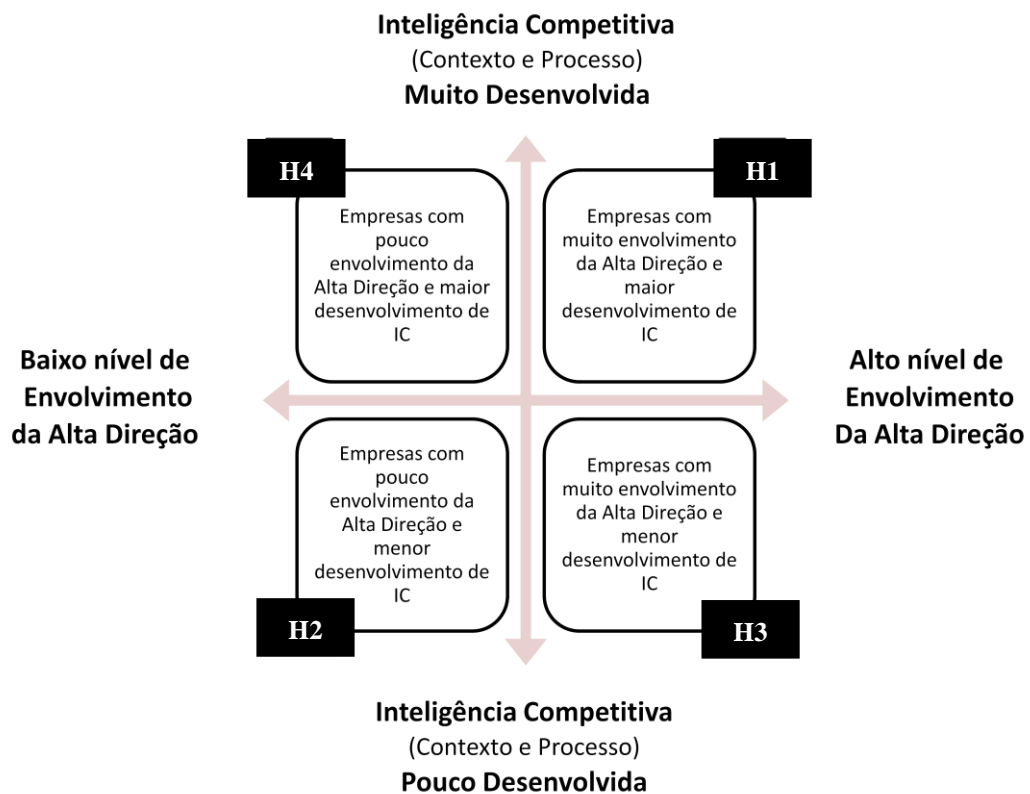 Inteligência Competitiva
(Contexto e Processo)
Muito Desenvolvida
H4
Empresas com
pouco
envolvimento da
Alta Direção e maior
desenvolvimento de
IC
H1
Empresas com
muito envolvimento
da Alta Direção e
maior
desenvolvimento de
IC
Baixo nível de
Envolvimento
da Alta Direção
Alto nível de
Envolvimento
Da Alta Direção
Empresas com
pouco
envolvimento da
Alta Direção e
menor
desenvolvimento de
IC
H2
Empresas com
muito envolvimento
da Alta Direção e
menor
desenvolvimento de
IC
H3
Inteligência Competitiva
(Contexto e Processo)
Pouco Desenvolvida